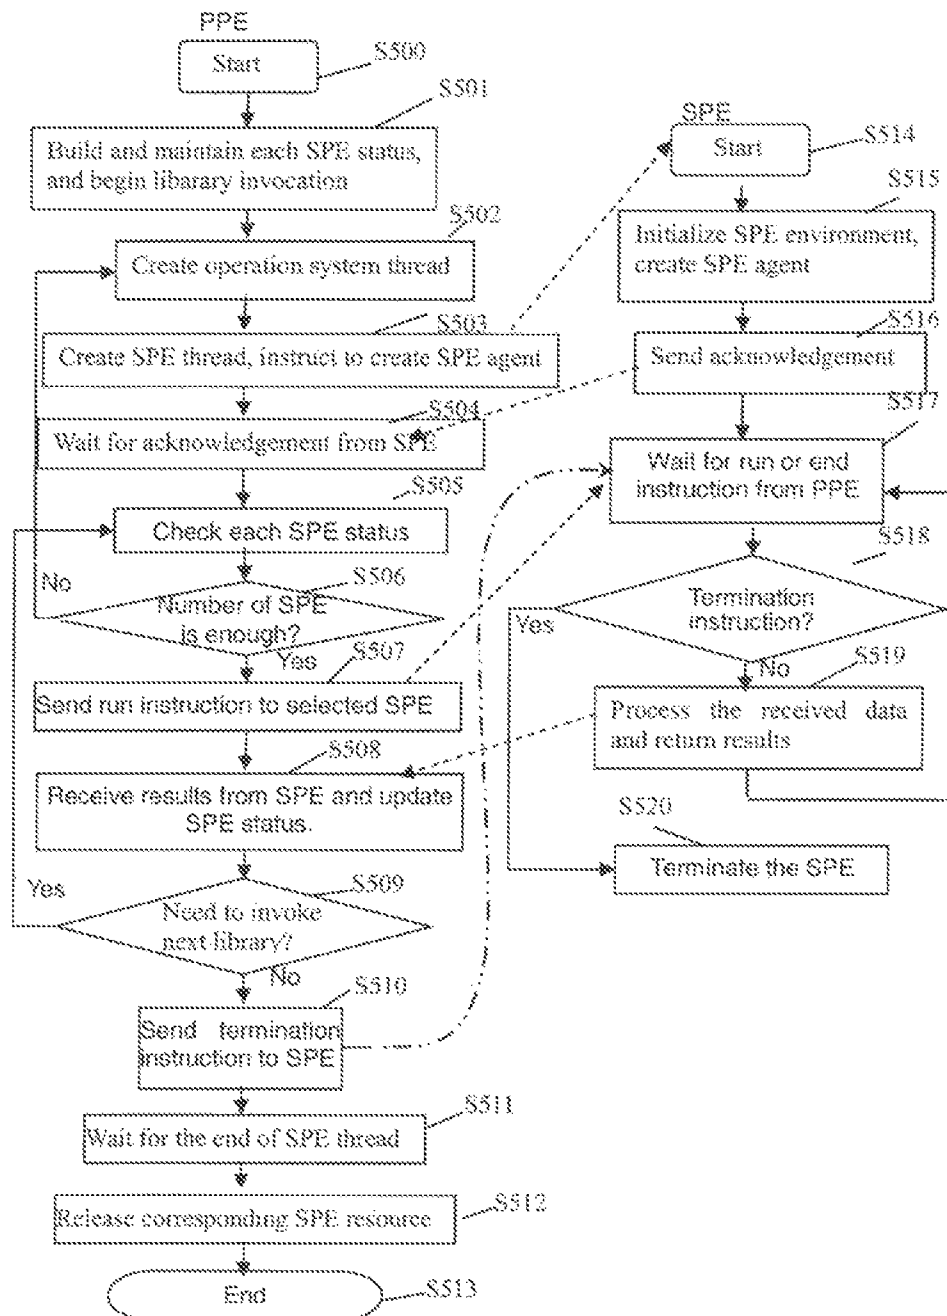 PPE
Start
S500
S501
Build and maintain each SPE status,
and begin libarary invocation
S502
Create operation system thread
S503
Create SPE thread, instruct to create SPE agent
S504
Wait for acknowledgement from SPE
S505
Check each SPE status
No
S506
Number of SPE
is enough?
Yes
S507
Send run instruction to selected SPE
S508
Receive results from SPE and update
SPE status.
Yes
S509
Need to invoke
next library?
No
S510
Send termination
instruction to SPE
S511
Wait for the end of SPE thread
S512
Release corresponding SPE resource
End
S513
SPE
Start
S514
S515
Initialize SPE environment,
create SPE agent
S516
Send acknowledgement
S517
Wait for run or end
instruction from PPE
S518
Termination
instruction?
Yes
No
S519
Process the received data
and return results
S520
Terminate the SPE